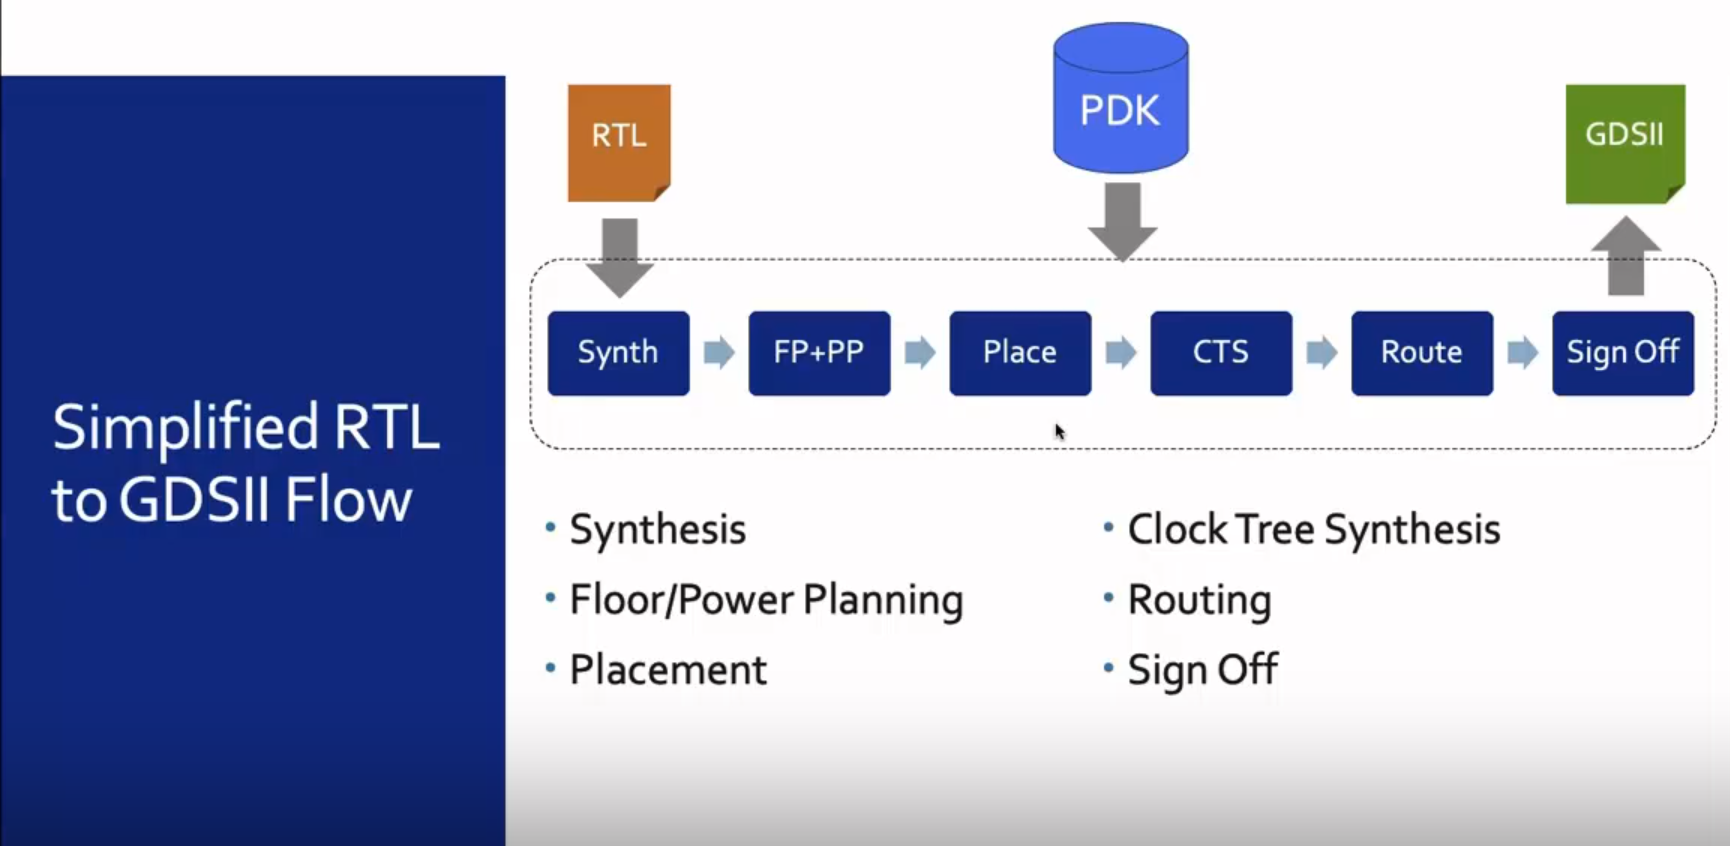 Simplified RTL
to GDSII Flow
RTL
PDK
GDSII
Synth
FP+PP
Place
CTS
Route
Sign Off
• Synthesis
• Floor/Power Planning
• Placement
• Clock Tree Synthesis
• Routing
• Sign Off